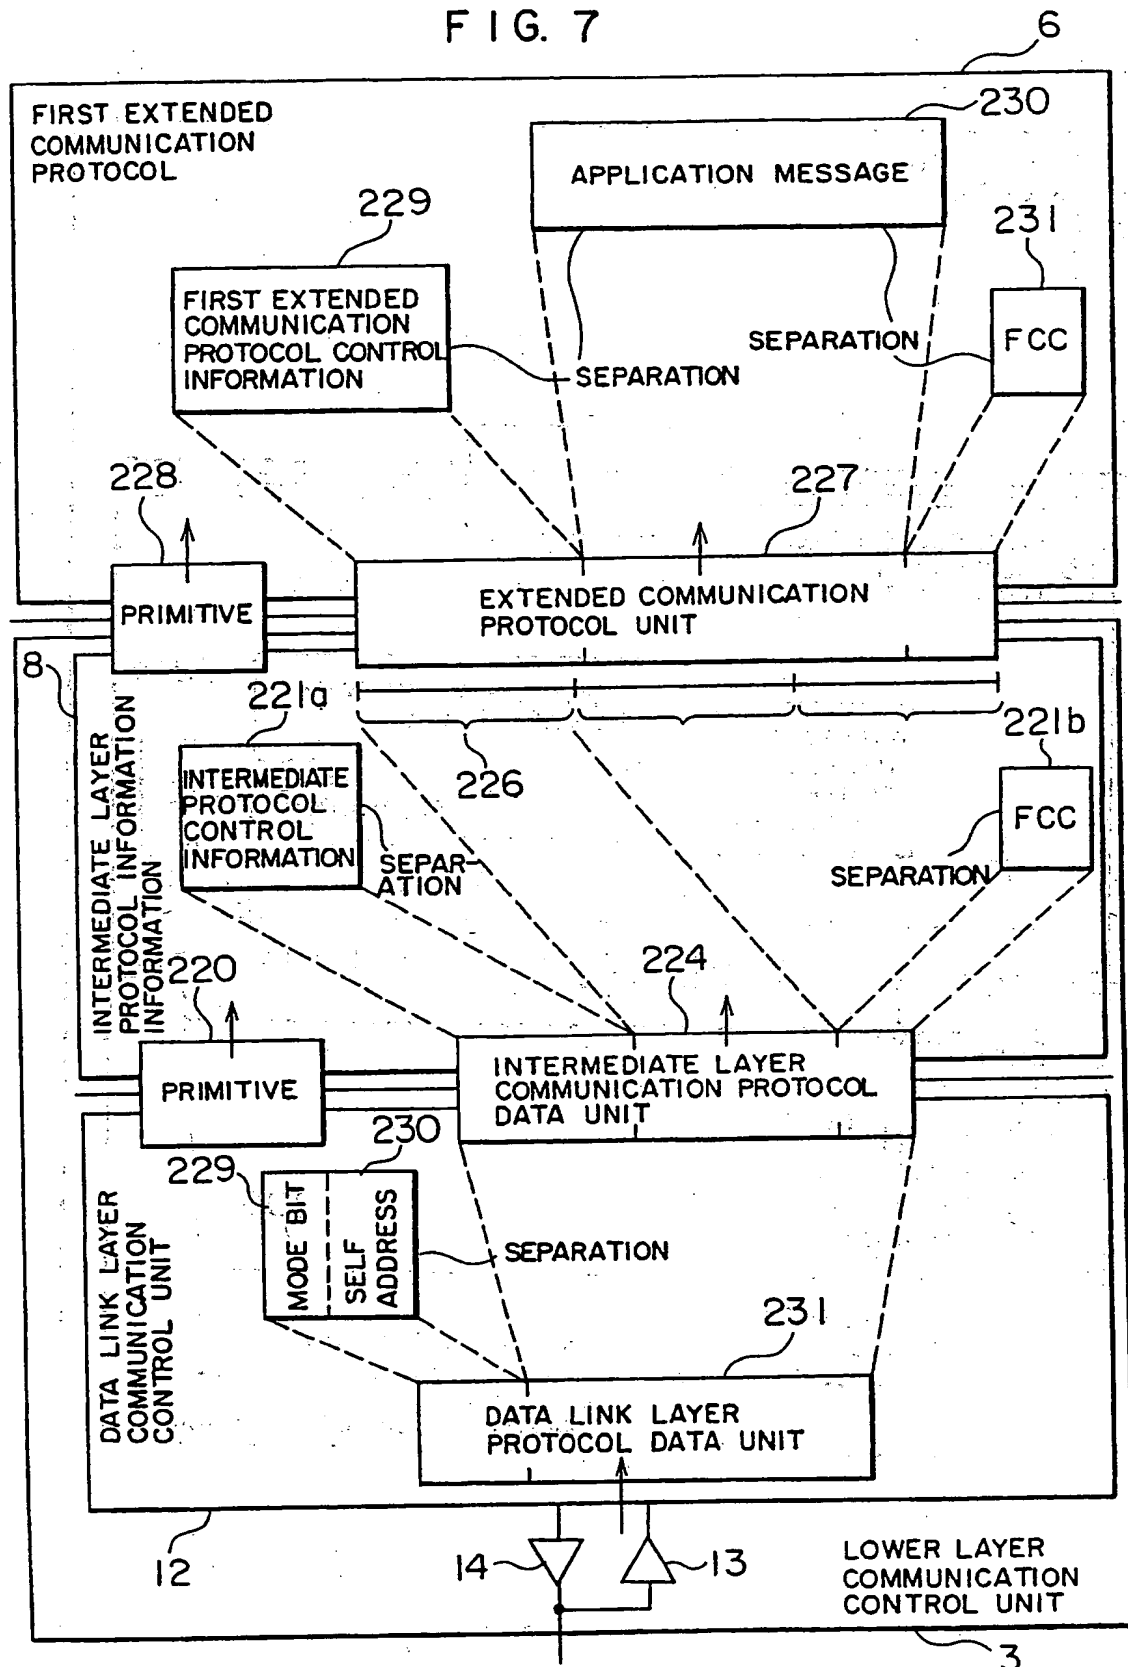 FIG. 7
6
FIRST EXTENDED
COMMUNICATION
PROTOCOL
230
APPLICATION MESSAGE
229
231
FIRST EXTENDED
COMMUNICATION
PROTOCOL CONTROL
INFORMATION
FCC
SEPARATION
SEPARATION
228
227
PRIMITIVE
EXTENDED COMMUNICATION
PROTOCOL UNIT
8
INTERMEDIATE LAYER
PROTOCOL INFORMATION
INFORMATION
221a
226
221b
INTERMEDIATE
PROTOCOL
CONTROL
INFORMATION
SEPAR-
ATION
FCC
SEPARATION
220
224
PRIMITIVE
INTERMEDIATE LAYER
COMMUNICATION PROTOCOL
DATA UNIT
DATA LINK LAYER
COMMUNICATION
CONTROL UNIT
229
230
MODE BIT
SELF
ADDRESS
SEPARATION
231
DATA LINK LAYER
PROTOCOL DATA UNIT
12
14
13
LOWER LAYER
COMMUNICATION
CONTROL UNIT
3